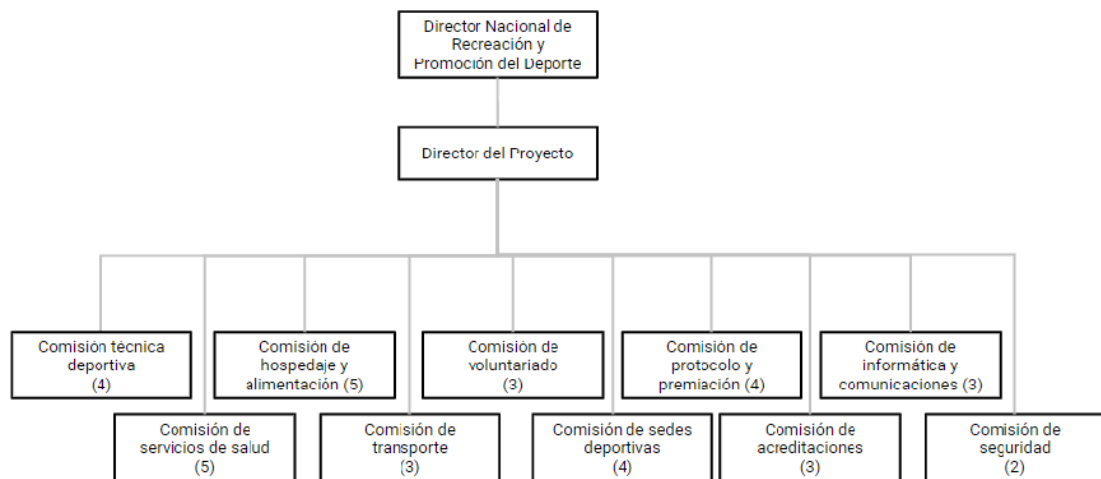 Director Nacional de
Recreación y
Promoción del Deporte
Director del Proyecto
Comisión técnica
deportiva
(4)
Comisión de
hospedaje y
alimentación (5)
Comisión de
voluntariado
(3)
Comisión de
protocolo y
premiación (4)
Comisión de
informática y
comunicaciones (3)
Comisión de
servicios de salud
(5)
Comisión de
transporte
(3)
Comisión de sedes
deportivas
(4)
Comisión de
acreditaciones
(3)
Comisión de
seguridad
(2)